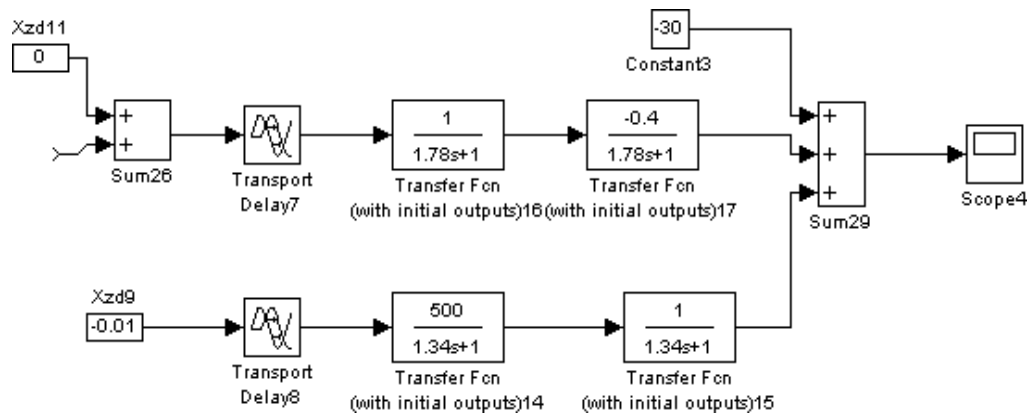 Xzd11
0
+
+
Sum26
Transport
Delay7
1
1.78s+1
Transfer Fcn
(with initial outputs)16
-0.4
1.78s+1
Transfer Fcn
(with initial outputs)17
-30
Constant3
+
+
+
Sum29
Scope4
Xzd9
-0.01
Transport
Delay8
500
1.34s+1
Transfer Fcn
(with initial outputs)14
1
1.34s+1
Transfer Fcn
(with initial outputs)15